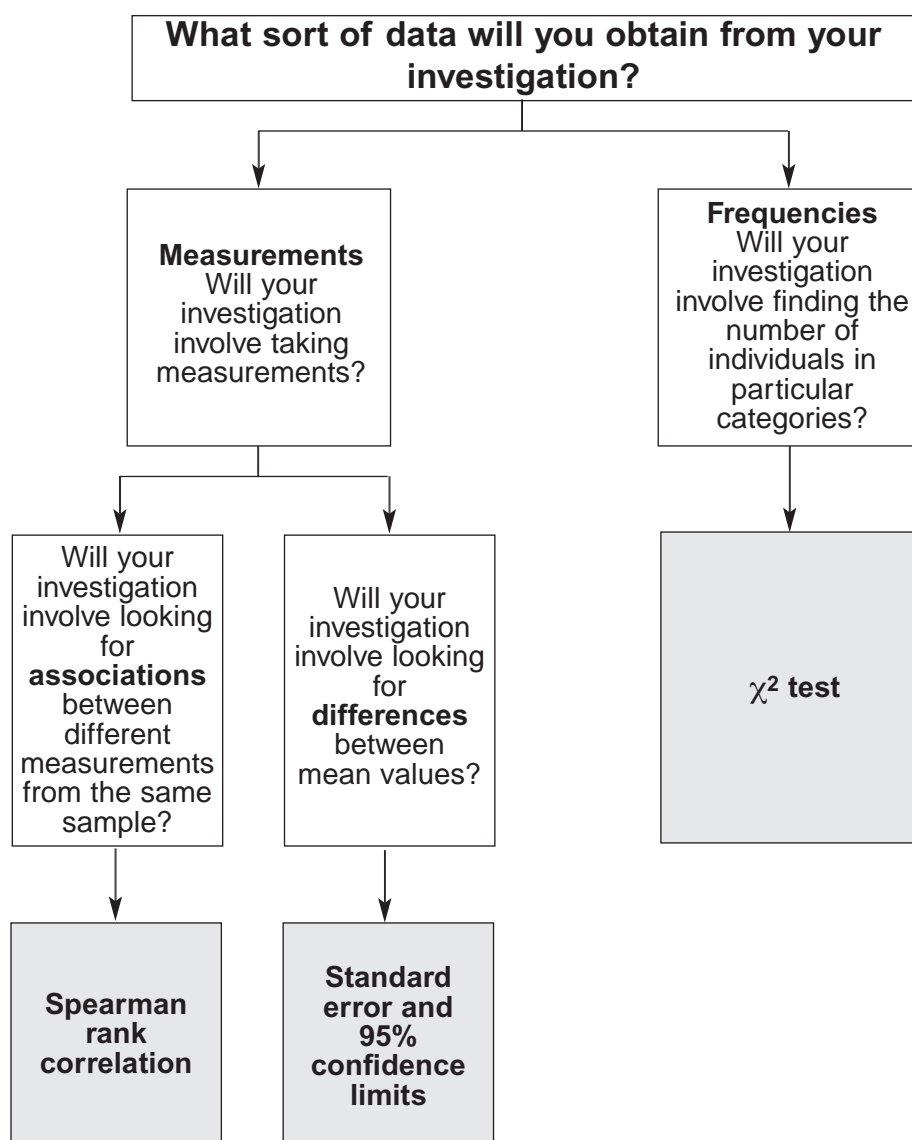 What sort of data will you obtain from your
investigation?
Measurements
Will your
investigation
involve taking
measurements?
Frequencies
Will your
investigation
involve finding the
number of
individuals in
particular
categories?
Will your
investigation
involve looking
for
associations
between
different
measurements
from the same
sample?
Will your
investigation
involve looking
for
differences
between
mean values?
χ² test
Spearman
rank
correlation
Standard
error and
95%
confidence
limits